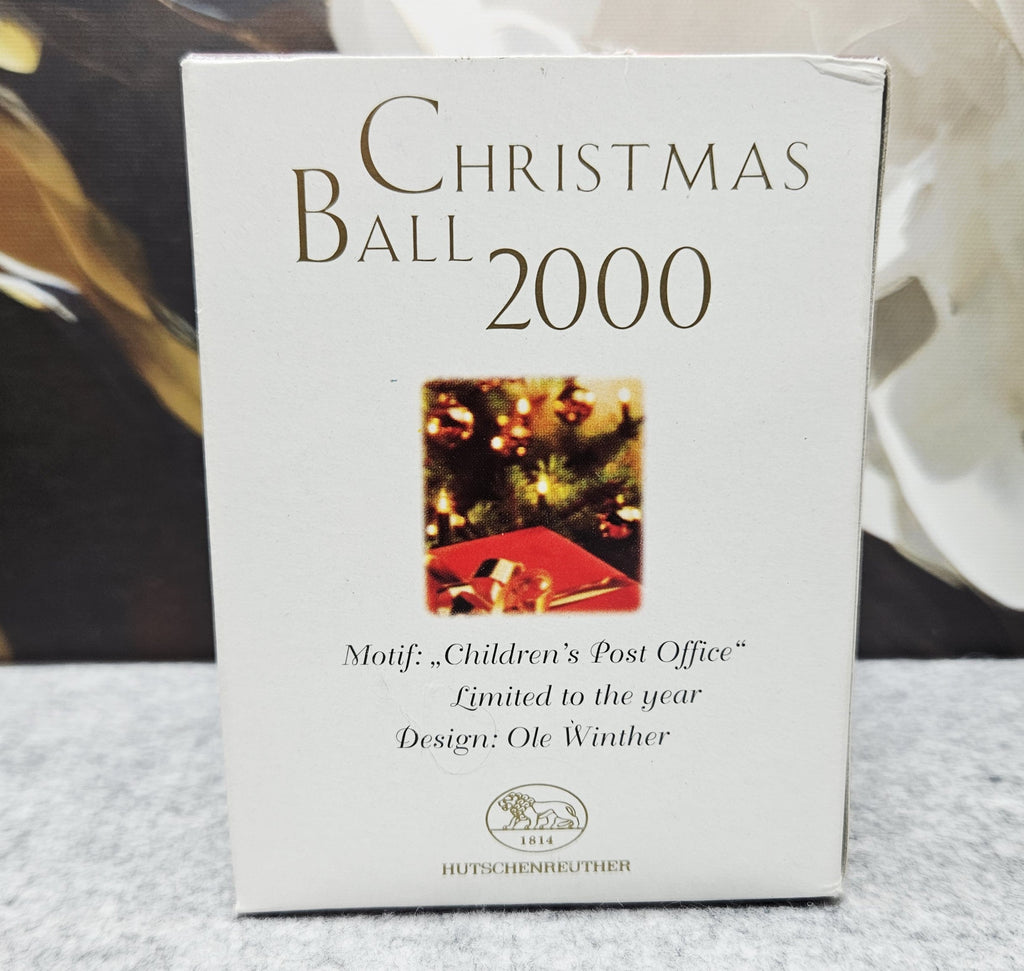 CHRISTMAS
BALL 2000
Motif: „Children's Post Office“
Limited to the year
Design: Ole Winther
1814
HUTSCHENREUTHER